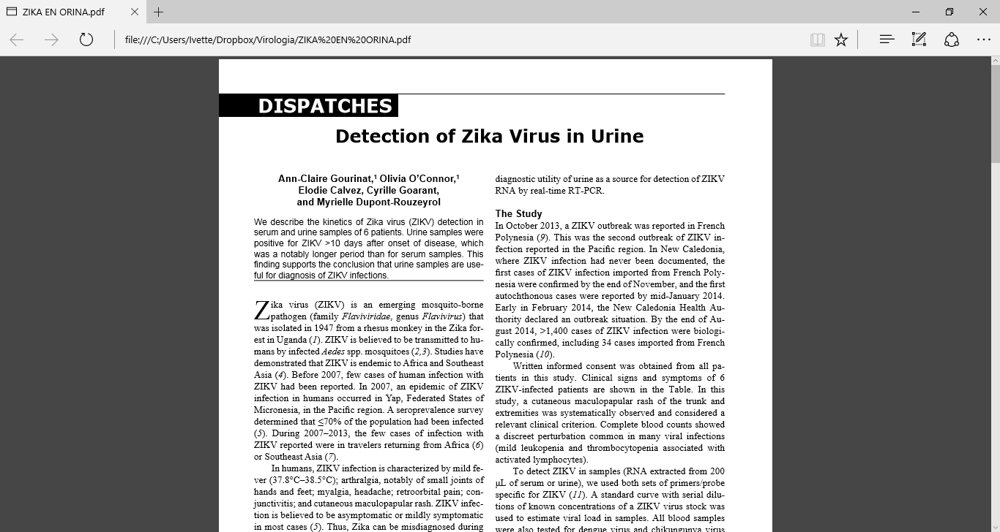 ZIKA EN ORINA.pdf
file:///C:/Users/Ivette/Dropbox/Virologia/ZIKA%20EN%20ORINA.pdf
DISPATCHES
Detection of Zika Virus in Urine
Ann-Claire Gourinat,¹ Olivia O’Connor,¹
Elodie Calvez, Cyrille Goarant,
and Myrielle Dupont-Rouzeyrol
We describe the kinetics of Zika virus (ZIKV) detection in
serum and urine samples of 6 patients. Urine samples were
positive for ZIKV >10 days after onset of disease, which
was a notably longer period than for serum samples. This
finding supports the conclusion that urine samples are use-
ful for diagnosis of ZIKV infections.
Zika virus (ZIKV) is an emerging mosquito-borne
pathogen (family Flaviviridae, genus Flavivirus) that
was isolated in 1947 from a rhesus monkey in the Zika for-
est in Uganda (1). ZIKV is believed to be transmitted to hu-
mans by infected Aedes spp. mosquitoes (2,3). Studies have
demonstrated that ZIKV is endemic to Africa and Southeast
Asia (4). Before 2007, few cases of human infection with
ZIKV had been reported. In 2007, an epidemic of ZIKV
infection in humans occurred in Yap, Federated States of
Micronesia, in the Pacific region. A seroprevalence survey
determined that ≤70% of the population had been infected
(5). During 2007–2013, the few cases of infection with
ZIKV reported were in travelers returning from Africa (6)
or Southeast Asia (7).
In humans, ZIKV infection is characterized by mild fe-
ver (37.8°C–38.5°C); arthralgia, notably of small joints of
hands and feet; myalgia, headache; retroorbital pain; con-
junctivitis; and cutaneous maculopapular rash. ZIKV infec-
tion is believed to be asymptomatic or mildly symptomatic
in most cases (5). Thus, Zika can be misdiagnosed during
diagnostic utility of urine as a source for detection of ZIKV
RNA by real-time RT-PCR.
The Study
In October 2013, a ZIKV outbreak was reported in French
Polynesia (9). This was the second outbreak of ZIKV in-
fection reported in the Pacific region. In New Caledonia,
where ZIKV infection had never been documented, the
first cases of ZIKV infection imported from French Poly-
nesia were confirmed by the end of November, and the first
autochthonous cases were reported by mid-January 2014.
Early in February 2014, the New Caledonia Health Au-
thority declared an outbreak situation. By the end of Au-
gust 2014, >1,400 cases of ZIKV infection were biologi-
cally confirmed, including 34 cases imported from French
Polynesia (10).
Written informed consent was obtained from all pa-
tients in this study. Clinical signs and symptoms of 6
ZIKV-infected patients are shown in the Table. In this
study, a cutaneous maculopapular rash of the trunk and
extremities was systematically observed and considered a
relevant clinical criterion. Complete blood counts showed
a discreet perturbation common in many viral infections
(mild leukopenia and thrombocytopenia associated with
activated lymphocytes).
To detect ZIKV in samples (RNA extracted from 200
µL of serum or urine), we used both sets of primers/probe
specific for ZIKV (11). A standard curve with serial dilu-
tions of known concentrations of a ZIKV virus stock was
used to estimate viral load in samples. All blood samples
were also tested for dengue virus and chikungunya virus